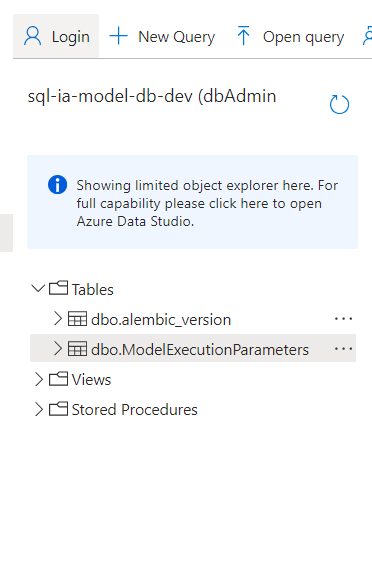 Login New Query Open query
sql-ia-model-db-dev (dbAdmin
Showing limited object explorer here. For
full capability please click here to open
Azure Data Studio.
Tables
dbo.alembic_version ...
dbo.ModelExecutionParameters ...
Views
Stored Procedures